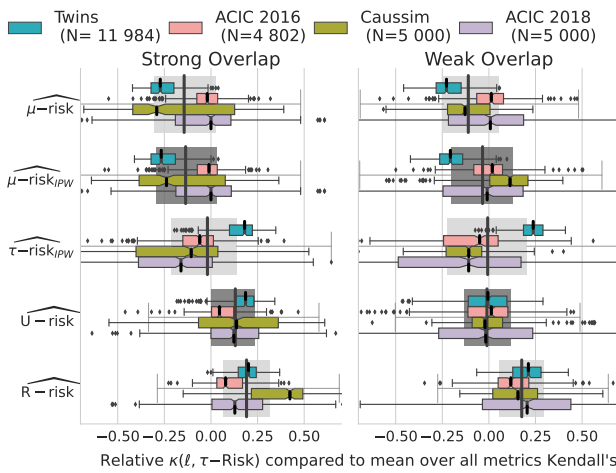 Twins ACIC 2016 Caussim ACIC 2018
(N= 11 984) (N=4 802) (N=5 000) (N=5 000)
Strong Overlap Weak Overlap
μ−risk
μ−risk_IPW
τ−risk_IPW
U−risk
R−risk
−0.50 −0.25 0.00 0.25 0.50 −0.50 −0.25 0.00 0.25 0.50
Relative κ(ℓ, τ−Risk) compared to mean over all metrics Kendall's